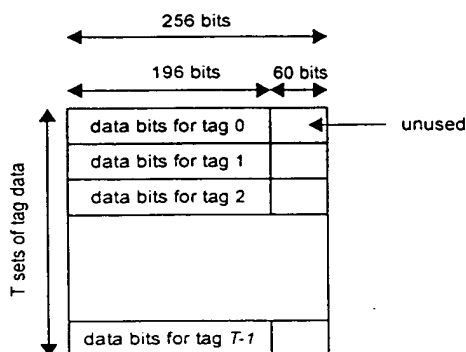 256 bits
196 bits 60 bits
data bits for tag 0 unused
data bits for tag 1
data bits for tag 2
T sets of tag data
data bits for tag T-1